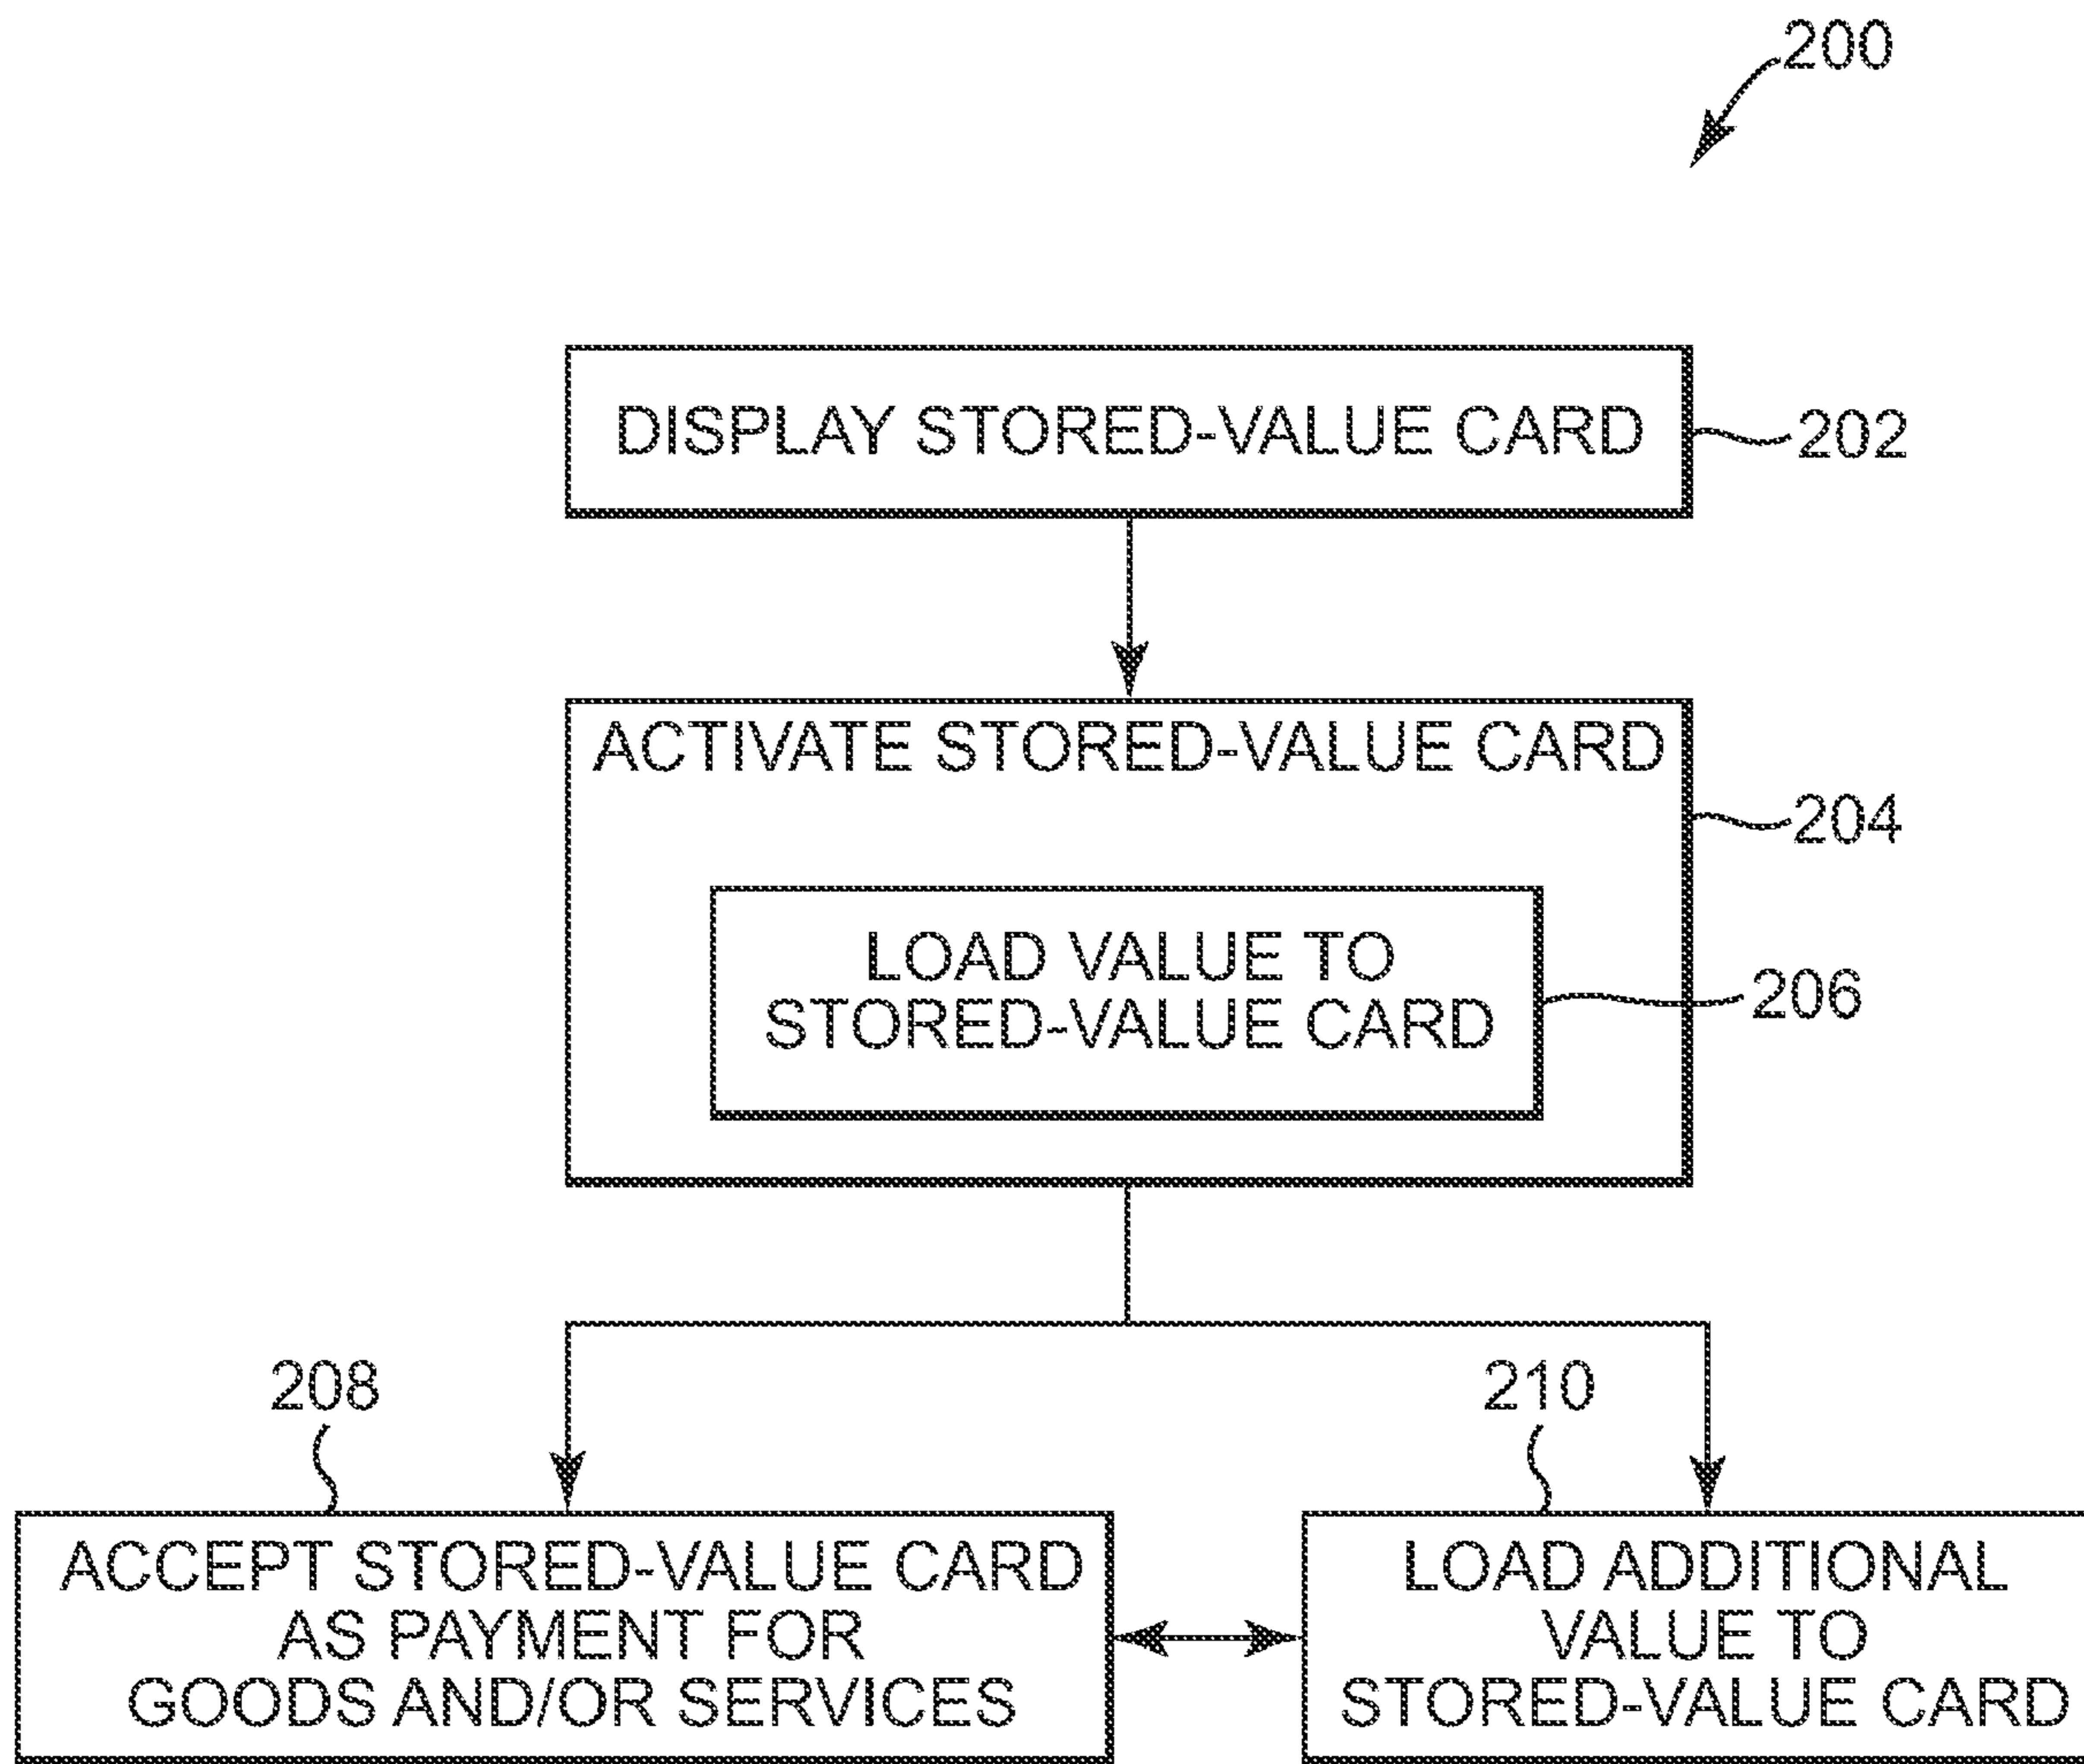 200
DISPLAY STORED-VALUE CARD
202
ACTIVATE STORED-VALUE CARD
204
LOAD VALUE TO
STORED-VALUE CARD
206
208
210
ACCEPT STORED-VALUE CARD
AS PAYMENT FOR
GOODS AND/OR SERVICES
LOAD ADDITIONAL
VALUE TO
STORED-VALUE CARD